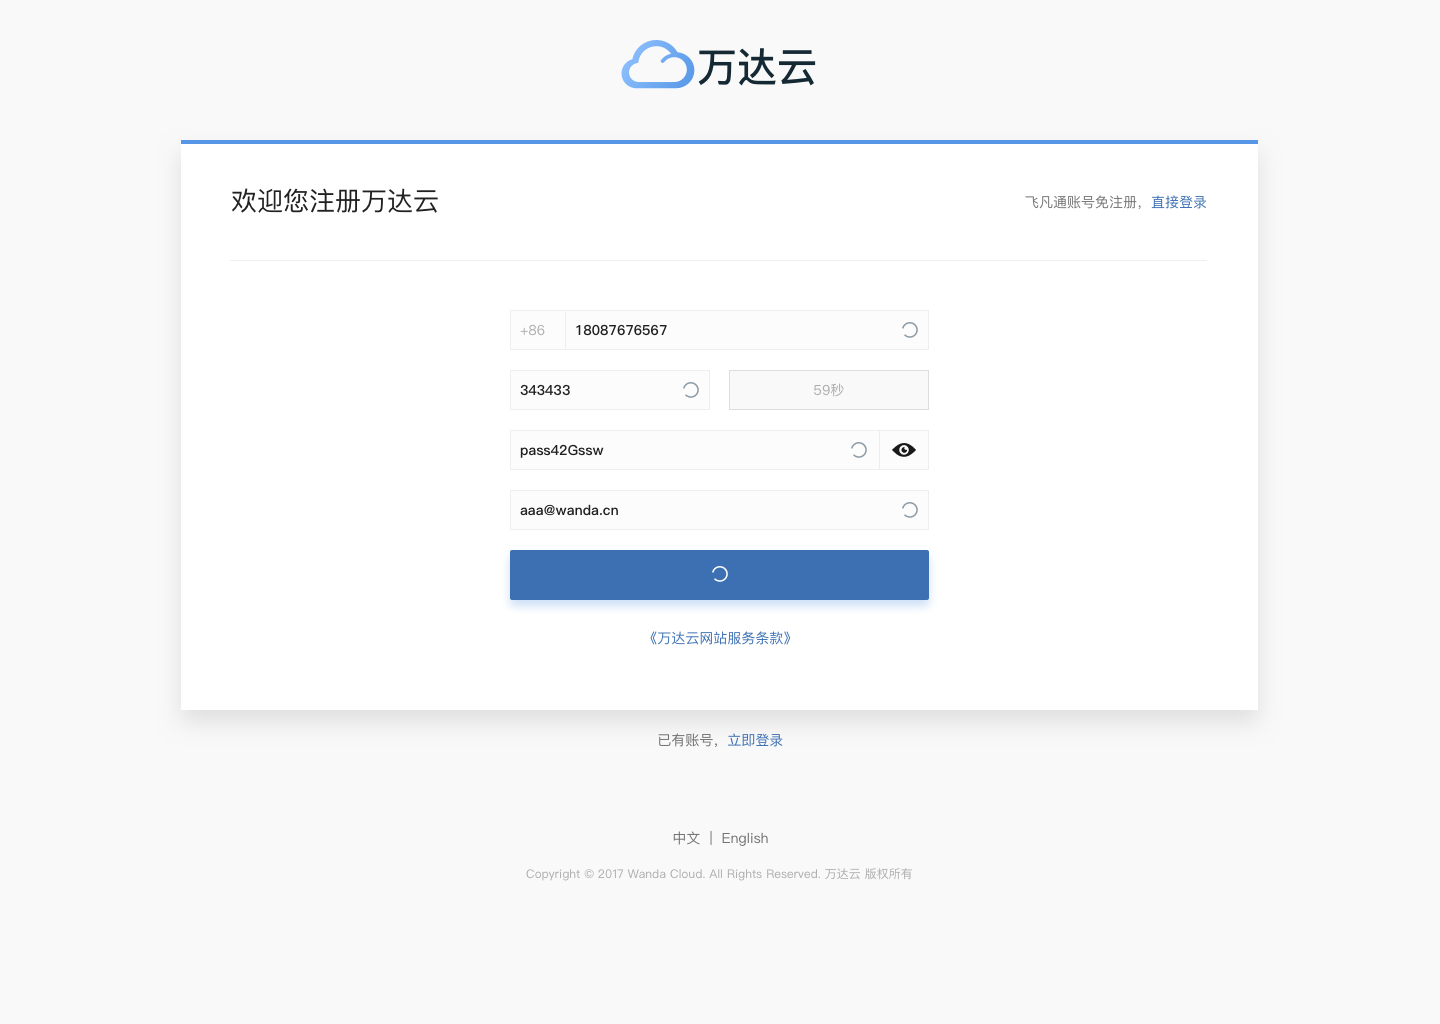 万达云
欢迎您注册万达云
飞凡通账号免注册，直接登录
+86 18087676567
343433 59秒
pass42Gssw
aaa@wanda.cn
《万达云网站服务条款》
已有账号，立即登录
中文 | English
Copyright © 2017 Wanda Cloud. All Rights Reserved. 万达云 版权所有